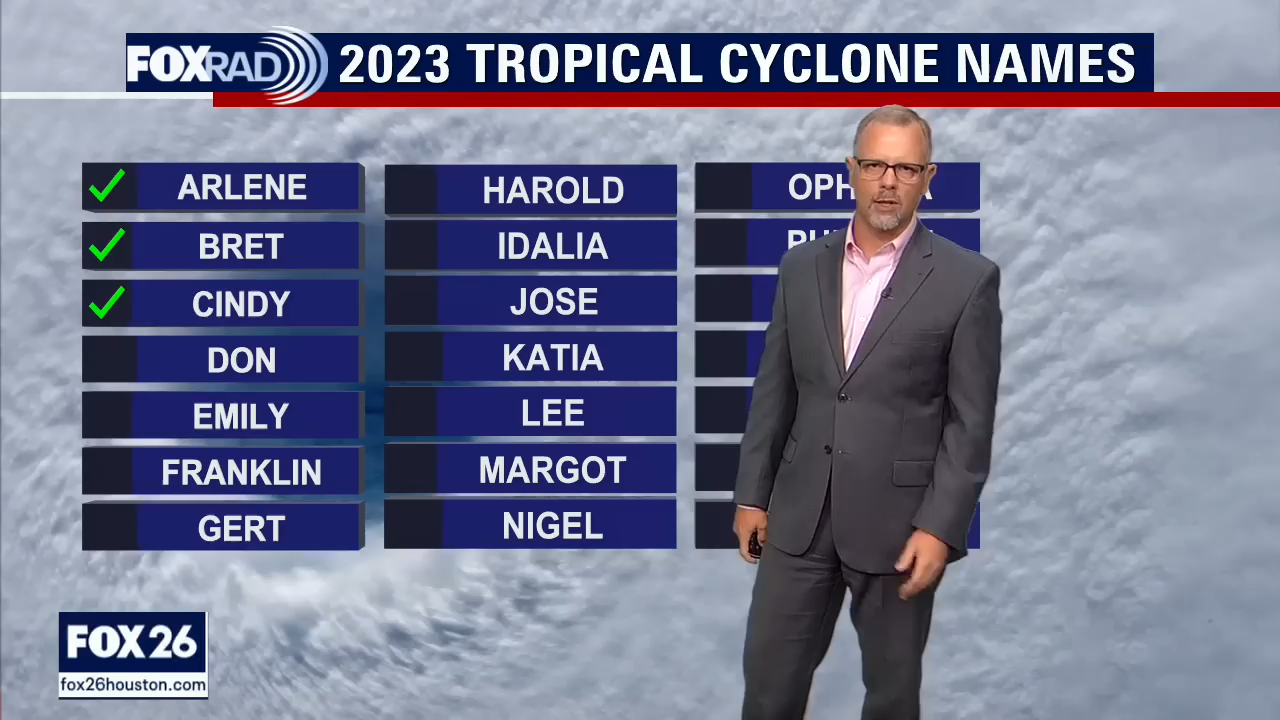 FOXRAD 2023 TROPICAL CYCLONE NAMES
ARLENE
BRET
CINDY
DON
EMILY
FRANKLIN
GERT
HAROLD
IDALIA
JOSE
KATIA
LEE
MARGOT
NIGEL
FOX 26
fox26houston.com